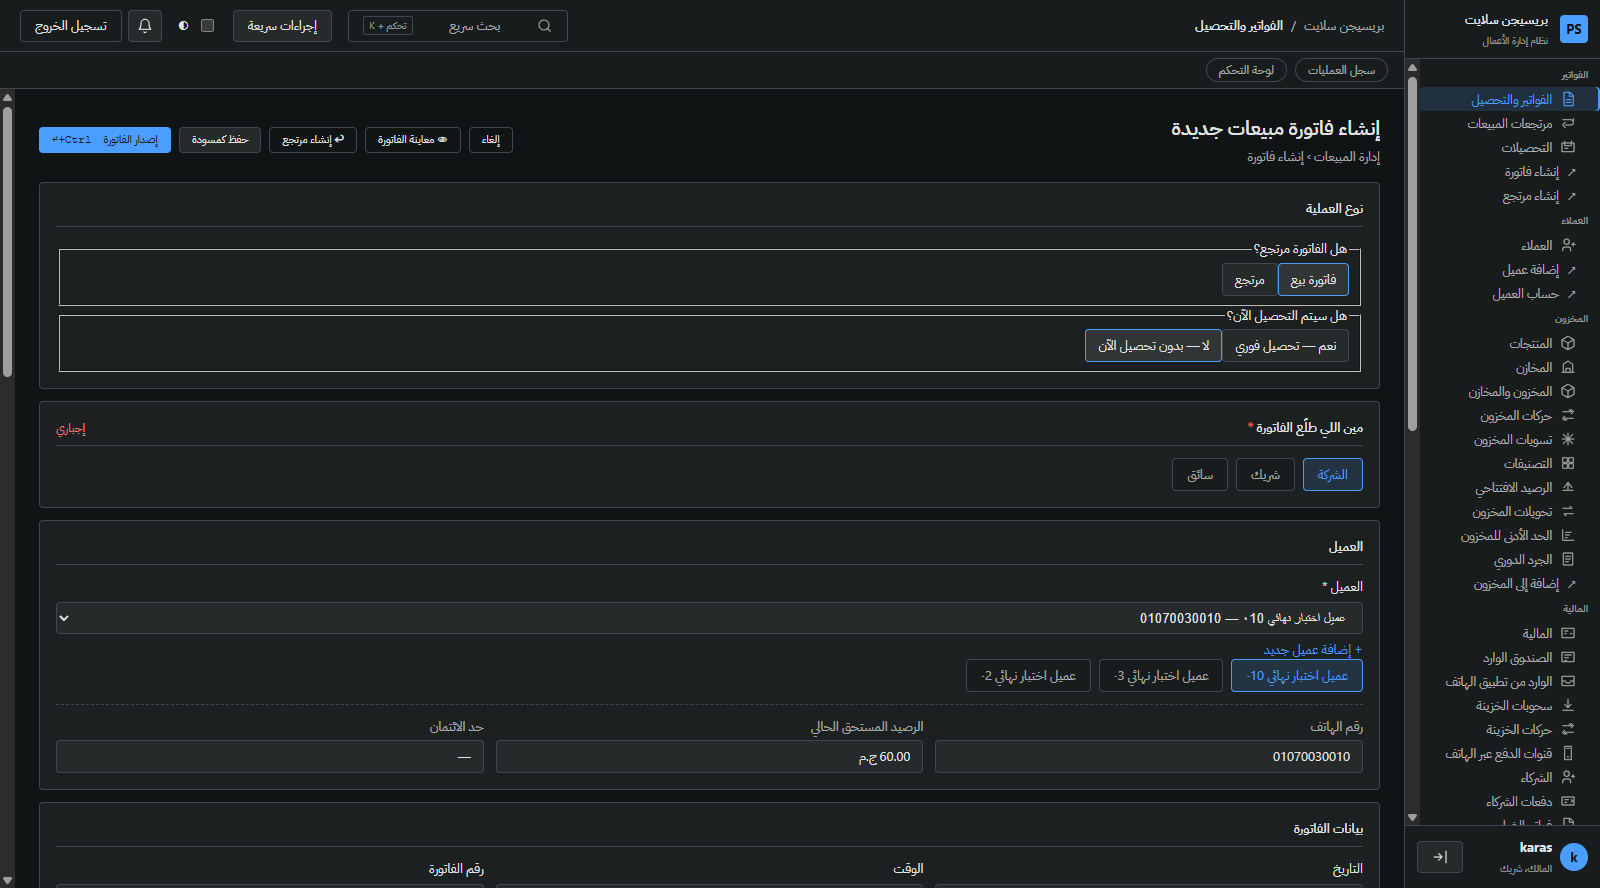 PS
بريسيجن سلايت
نظام إدارة الأعمال
بريسيجن سلايت / الفواتير والتحصيل
بحث سريع
تحكم + K
إجراءات سريعة
تسجيل الخروج
سجل العمليات
لوحة التحكم
الفواتير
الفواتير والتحصيل
مرتجعات المبيعات
التحصيلات
إنشاء فاتورة
إنشاء مرتجع
العملاء
العملاء
إضافة عميل
حساب العميل
المخزون
المنتجات
المخازن
المخزون والمخازن
حركات المخزون
تسويات المخزون
التصنيفات
الرصيد الافتتاحي
تحويلات المخزون
الحد الأدنى للمخزون
الجرد الدوري
إضافة إلى المخزون
المالية
المالية
الصندوق الوارد
الوارد من تطبيق الهاتف
سحوبات الخزينة
حركات الخزينة
قنوات الدفع عبر الهاتف
الشركاء
دفعات الشركاء
karas
المالك، شريك
k
إنشاء فاتورة مبيعات جديدة
إدارة المبيعات › إنشاء فاتورة
إلغاء
معاينة الفاتورة
إنشاء مرتجع
حفظ كمسودة
إصدار الفاتورة Ctrl+↵
نوع العملية
هل الفاتورة مرتجع؟
فاتورة بيع
مرتجع
هل سيتم التحصيل الآن؟
نعم — تحصيل فوري
لا — بدون تحصيل الآن
مين اللي طلّع الفاتورة *
إجباري
الشركة
شريك
سائق
العميل
العميل *
عميل اختبار نهائي 10٠ — 01070030010
+ إضافة عميل جديد
عميل اختبار نهائي 10٠
عميل اختبار نهائي 3٠
عميل اختبار نهائي 2٠
رقم الهاتف
الرصيد المستحق الحالي
حد الائتمان
01070030010
60.00 ج.م
—
بيانات الفاتورة
التاريخ
الوقت
رقم الفاتورة